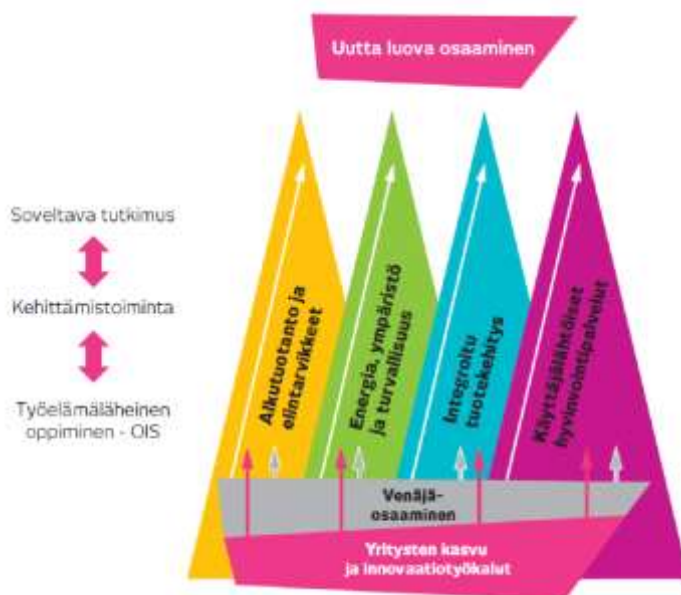 Uutta luova osaaminen
Soveltava tutkimus
Kehittämistoiminta
Työelämäläheinen
oppiminen - OIS
Alkutuotanto ja
elintarvikkeet
Energia, ympäristö
ja turvallisuus
Integroitu
tuotekehitys
Käyttäjälähtöiset
hyvinvointipalvelut
Venäjä-
osaaminen
Yritysten kasvu
ja innovaatiotyökalut